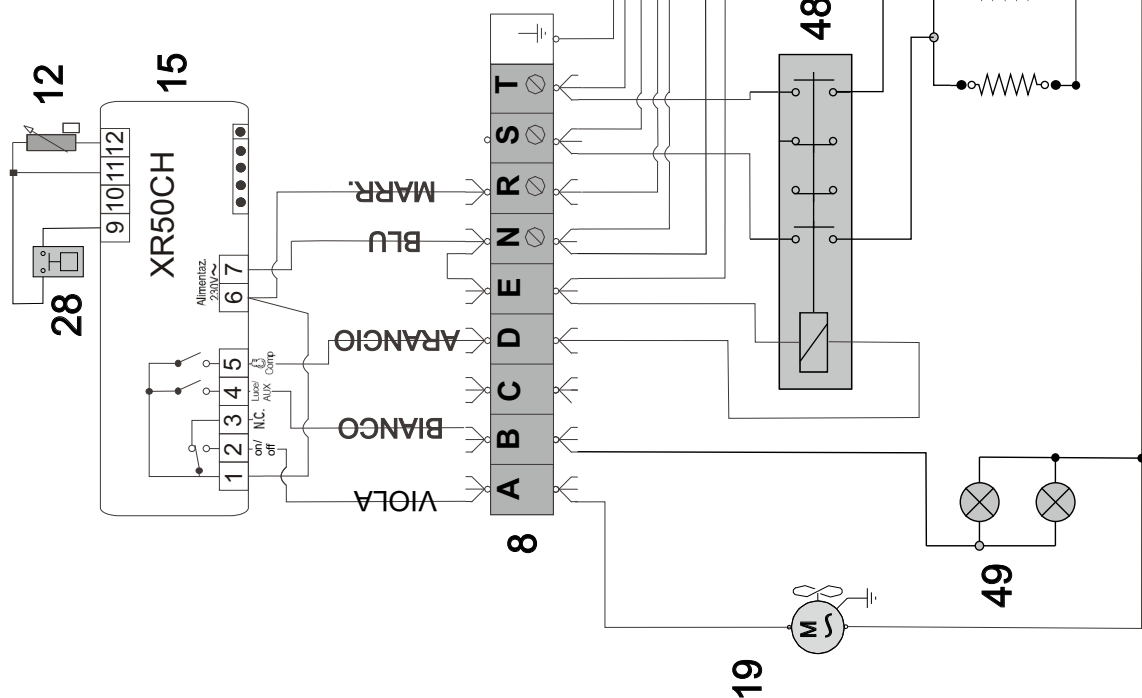 12
15
48
XR50CH
12
11
10
9
28
Alimentaz.
230V~
7
6
5
4
3
2
1
Comp
Luce/
AUX
N.C.
on/
off
MARR.
BLU
ARANCIO
BIANCO
VIOLA
T
S
R
N
E
D
C
B
A
8
M
19
49